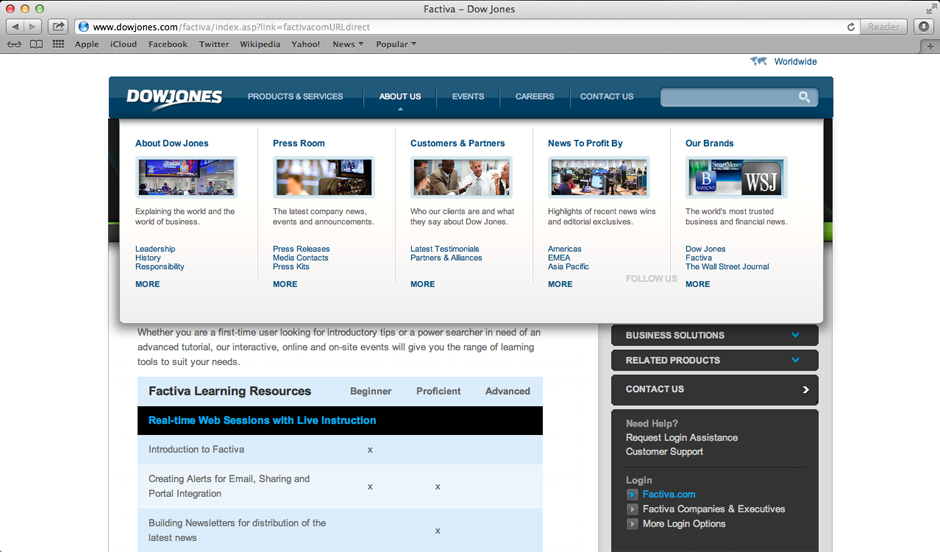 Factiva – Dow Jones
www.dowjones.com/factiva/index.asp?link=factivacomURLdirect
Reader
Apple iCloud Facebook Twitter Wikipedia Yahoo! News Popular
Worldwide
DOWJONES PRODUCTS & SERVICES ABOUT US EVENTS CAREERS CONTACT US
About Dow Jones
Explaining the world and the
world of business.
Leadership
History
Responsibility
MORE
Press Room
The latest company news,
events and announcements.
Press Releases
Media Contacts
Press Kits
MORE
Customers & Partners
Who our clients are and what
they say about Dow Jones.
Latest Testimonials
Partners & Alliances
MORE
News To Profit By
Highlights of recent news wins
and editorial exclusives.
Americas
EMEA
Asia Pacific
MORE
FOLLOW US
Our Brands
SmartMoney
B
BARRON'S
WSJ
The world's most trusted
business and financial news.
Dow Jones
Factiva
The Wall Street Journal
MORE
Whether you are a first-time user looking for introductory tips or a power searcher in need of an
advanced tutorial, our interactive, online and on-site events will give you the range of learning
tools to suit your needs.
Factiva Learning Resources Beginner Proficient Advanced
Real-time Web Sessions with Live Instruction
Introduction to Factiva x
Creating Alerts for Email, Sharing and
Portal Integration x x
Building Newsletters for distribution of the
latest news x
BUSINESS SOLUTIONS
RELATED PRODUCTS
CONTACT US
Need Help?
Request Login Assistance
Customer Support
Login
Factiva.com
Factiva Companies & Executives
More Login Options